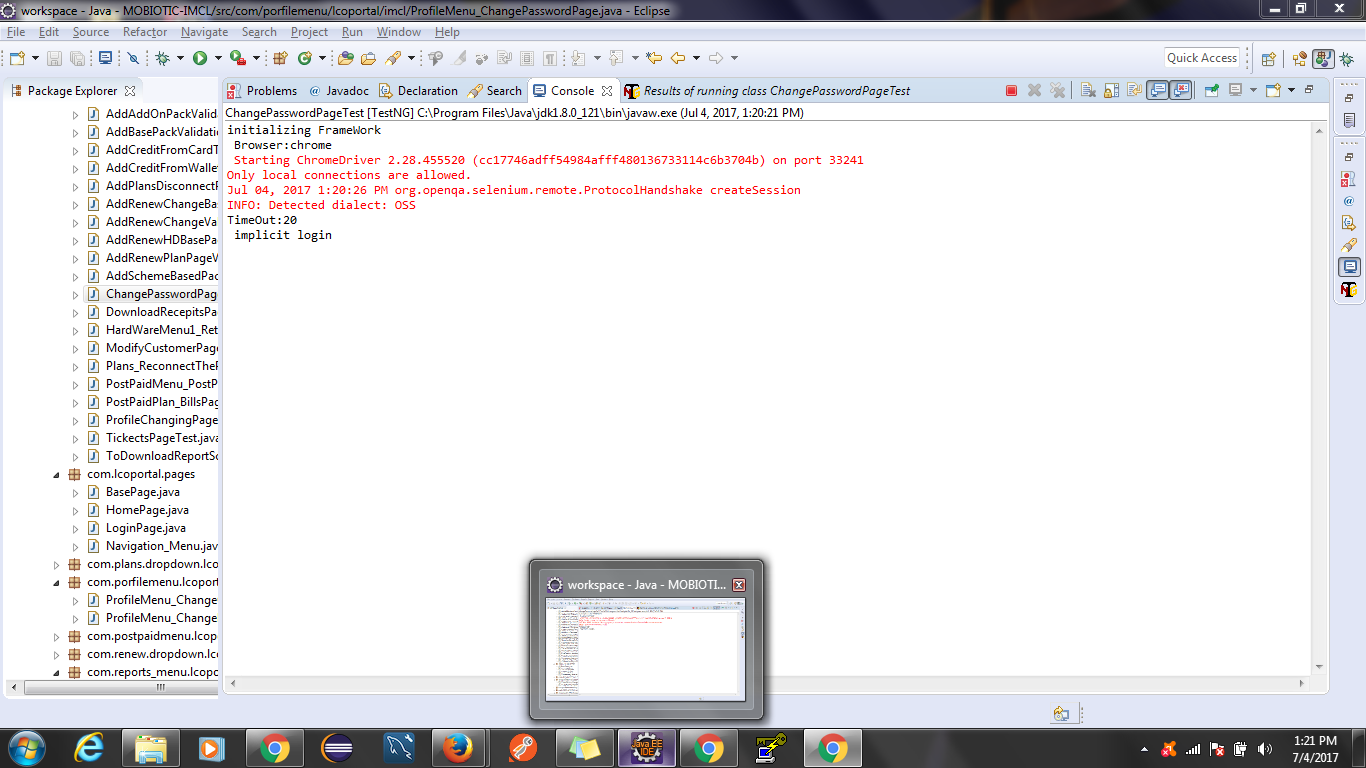 workspace - Java - MOBIOTIC-IMCL/src/com/porfilemenu/lcoportal/imcl/ProfileMenu_ChangePasswordPage.java - Eclipse
File Edit Source Refactor Navigate Search Project Run Window Help
Quick Access
Package Explorer
Problems @ Javadoc Declaration Search Console Results of running class ChangePasswordPageTest
ChangePasswordPageTest [TestNG] C:\Program Files\Java\jdk1.8.0_121\bin\javaw.exe (Jul 4, 2017, 1:20:21 PM)
initializing FrameWork
Browser:chrome
Starting ChromeDriver 2.28.455520 (cc17746adff54984afff480136733114c6b3704b) on port 33241
Only local connections are allowed.
Jul 04, 2017 1:20:26 PM org.openqa.selenium.remote.ProtocolHandshake createSession
INFO: Detected dialect: OSS
TimeOut:20
implicit login
AddAddOnPackValid
AddBasePackValidati
AddCreditFromCardT
AddCreditFromWalle
AddPlansDisconnectF
AddRenewChangeBa
AddRenewChangeVa
AddRenewHDBasePa
AddRenewPlanPageV
AddSchemeBasedPac
ChangePasswordPag
DownloadRecepitsPa
HardWareMenu1_Ret
ModifyCustomerPage
Plans_ReconnectTheP
PostPaidMenu_PostP
PostPaidPlan_BillsPag
ProfileChangingPage
TickectsPageTest.java
ToDownloadReportSc
com.lcoportal.pages
BasePage.java
HomePage.java
LoginPage.java
Navigation_Menu.jav
com.plans.dropdown.lco
com.porfilemenu.lcoport
ProfileMenu_Change
ProfileMenu_Change
com.postpaidmenu.lcop
com.renew.dropdown.lc
com.reports_menu.lcopo
workspace - Java - MOBIOTI...
Java EE
IDE
1:21 PM
7/4/2017